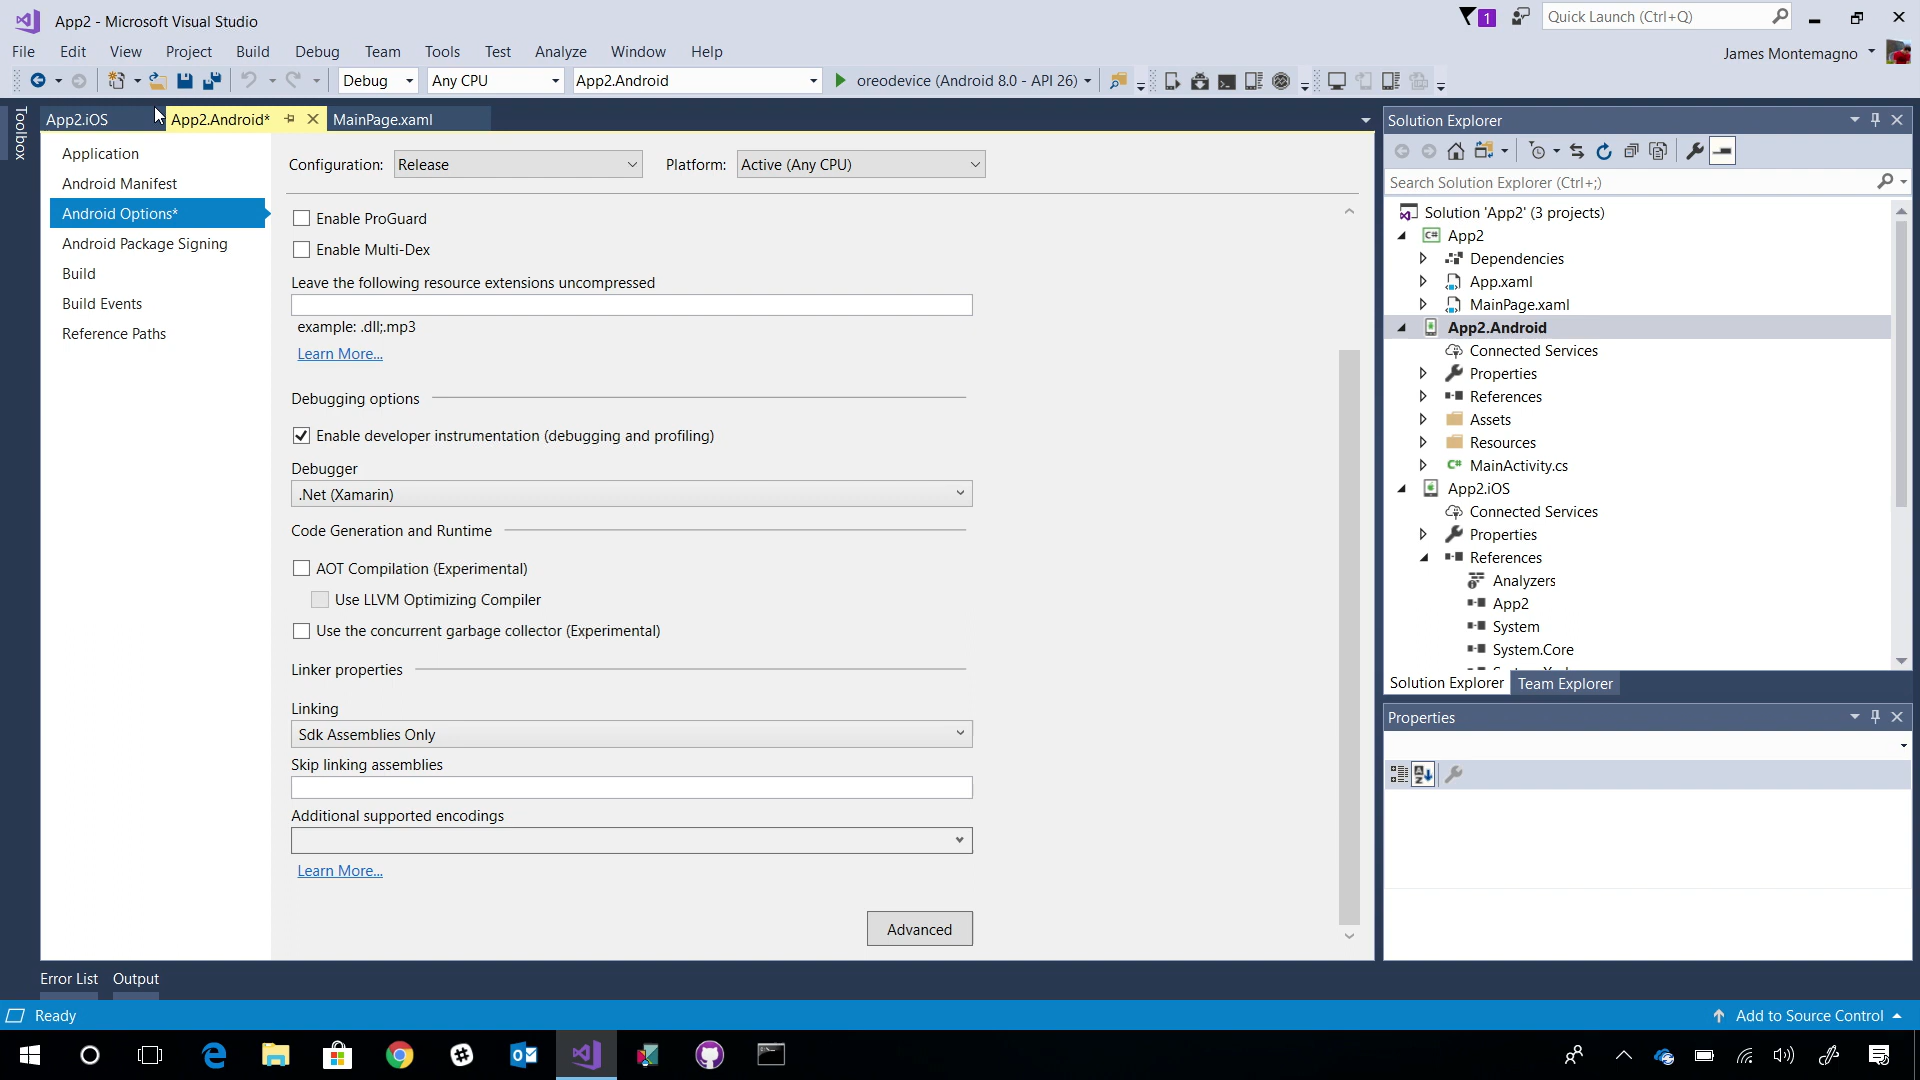 App2 - Microsoft Visual Studio
1
Quick Launch (Ctrl+Q)
File Edit View Project Build Debug Team Tools Test Analyze Window Help
James Montemagno
Debug Any CPU App2.Android oreodevice (Android 8.0 - API 26)
Toolbox
App2.iOS App2.Android* MainPage.xaml
Application
Android Manifest
Android Options*
Android Package Signing
Build
Build Events
Reference Paths
Configuration: Release Platform: Active (Any CPU)
Enable ProGuard
Enable Multi-Dex
Leave the following resource extensions uncompressed
example: .dll;.mp3
Learn More...
Debugging options
Enable developer instrumentation (debugging and profiling)
Debugger
.Net (Xamarin)
Code Generation and Runtime
AOT Compilation (Experimental)
Use LLVM Optimizing Compiler
Use the concurrent garbage collector (Experimental)
Linker properties
Linking
Sdk Assemblies Only
Skip linking assemblies
Additional supported encodings
Learn More...
Advanced
Solution Explorer
Search Solution Explorer (Ctrl+;)
Solution 'App2' (3 projects)
App2
Dependencies
App.xaml
MainPage.xaml
App2.Android
Connected Services
Properties
References
Assets
Resources
MainActivity.cs
App2.iOS
Connected Services
Properties
References
Analyzers
App2
System
System.Core
Solution Explorer Team Explorer
Properties
Error List Output
Ready
Add to Source Control